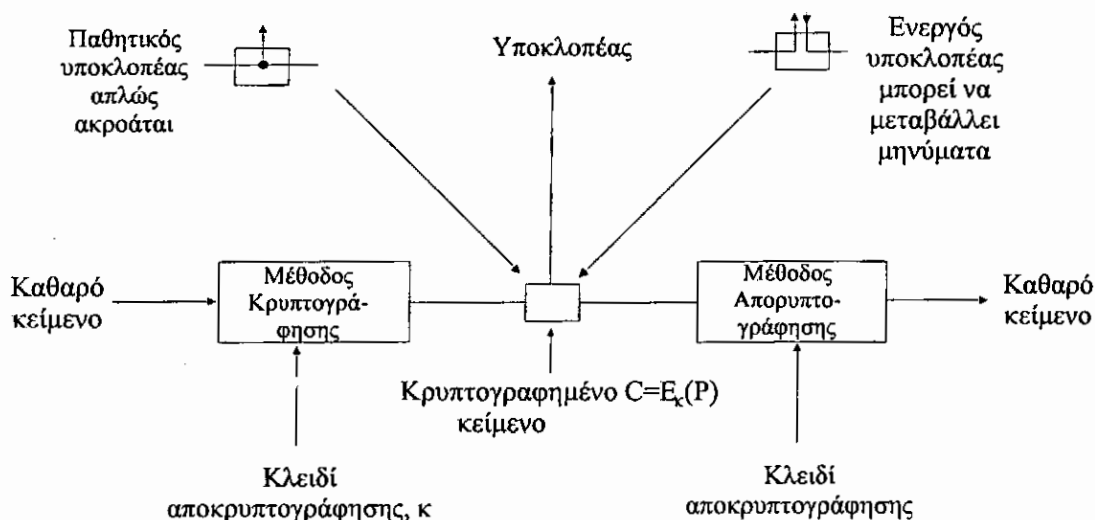 Παθητικός
υποκλοπέας
απλώς
ακροάται
Υποκλοπέας
Ενεργός
υποκλοπέας
μπορεί να
μεταβάλλει
μηνύματα
Καθαρό
κείμενο
Μέθοδος
Κρυπτογρά-
φησης
Μέθοδος
Απορυπτο-
γράφησης
Καθαρό
κείμενο
Κρυπτογραφημένο C=Eκ(P)
κείμενο
Κλειδί
αποκρυπτογράφησης, κ
Κλειδί
αποκρυπτογράφησης